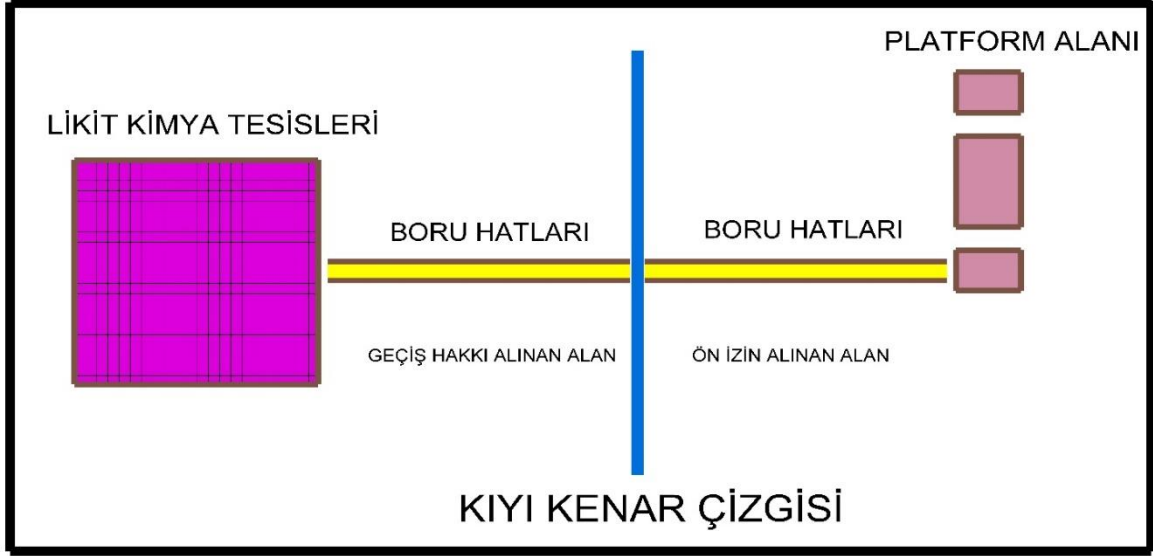 PLATFORM ALANI
LİKİT KİMYA TESİSLERİ
BORU HATLARI
BORU HATLARI
GEÇİŞ HAKKI ALINAN ALAN
ÖN İZİN ALINAN ALAN
KIYI KENAR ÇİZGİSİ